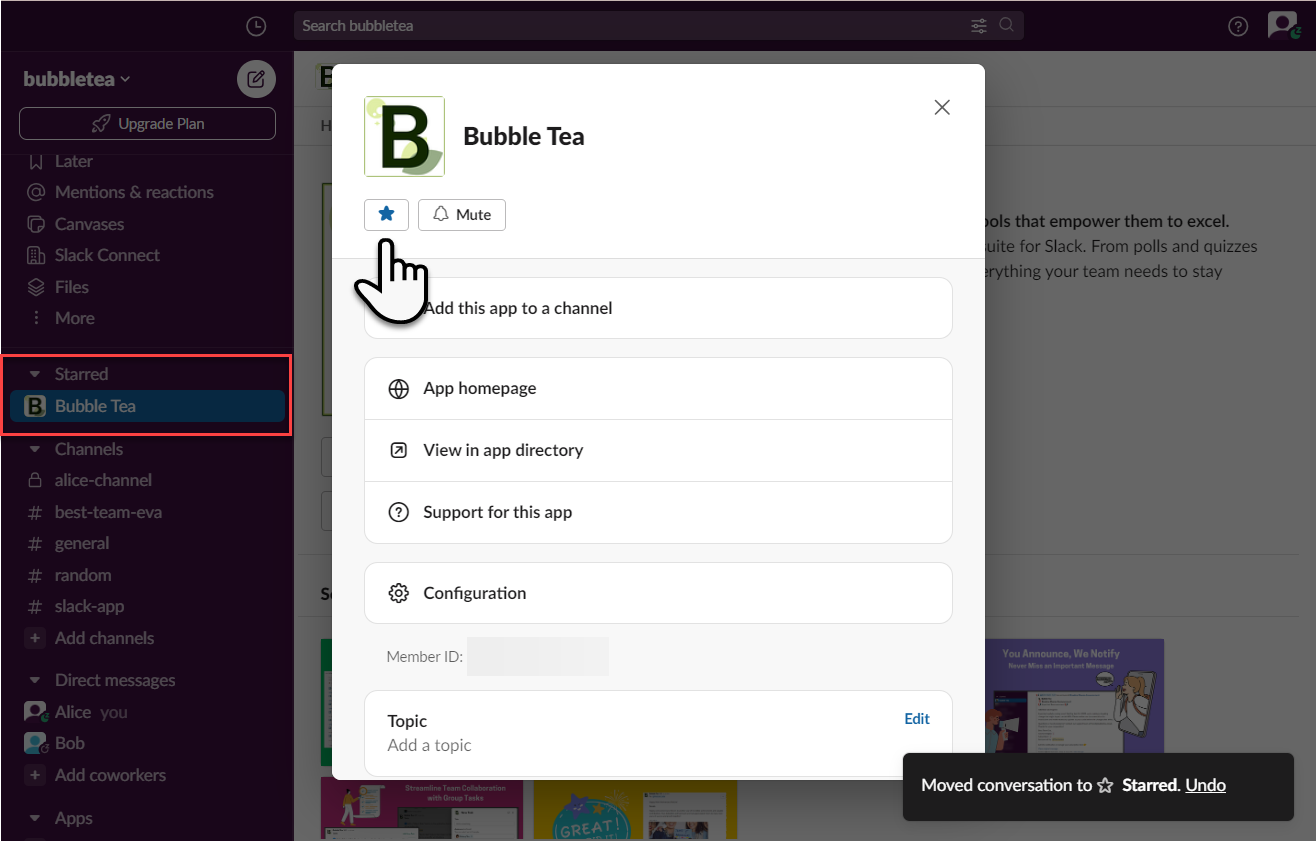 Search bubbletea
bubbletea
Upgrade Plan
Later
Mentions & reactions
Canvases
Slack Connect
Files
More
Starred
B Bubble Tea
Channels
alice-channel
# best-team-eva
# general
# random
# slack-app
+ Add channels
Direct messages
Alice you
Bob
+ Add coworkers
Apps
B
Bubble Tea
Mute
Add this app to a channel
App homepage
View in app directory
Support for this app
Configuration
Member ID:
Topic
Edit
Add a topic
ools that empower them to excel.
suite for Slack. From polls and quizzes
erything your team needs to stay
You Announce, We Notify
Never Miss an Important Message
Streamline Team Collaboration
with Group Tasks
GREAT!
Moved conversation to ☆ Starred. Undo